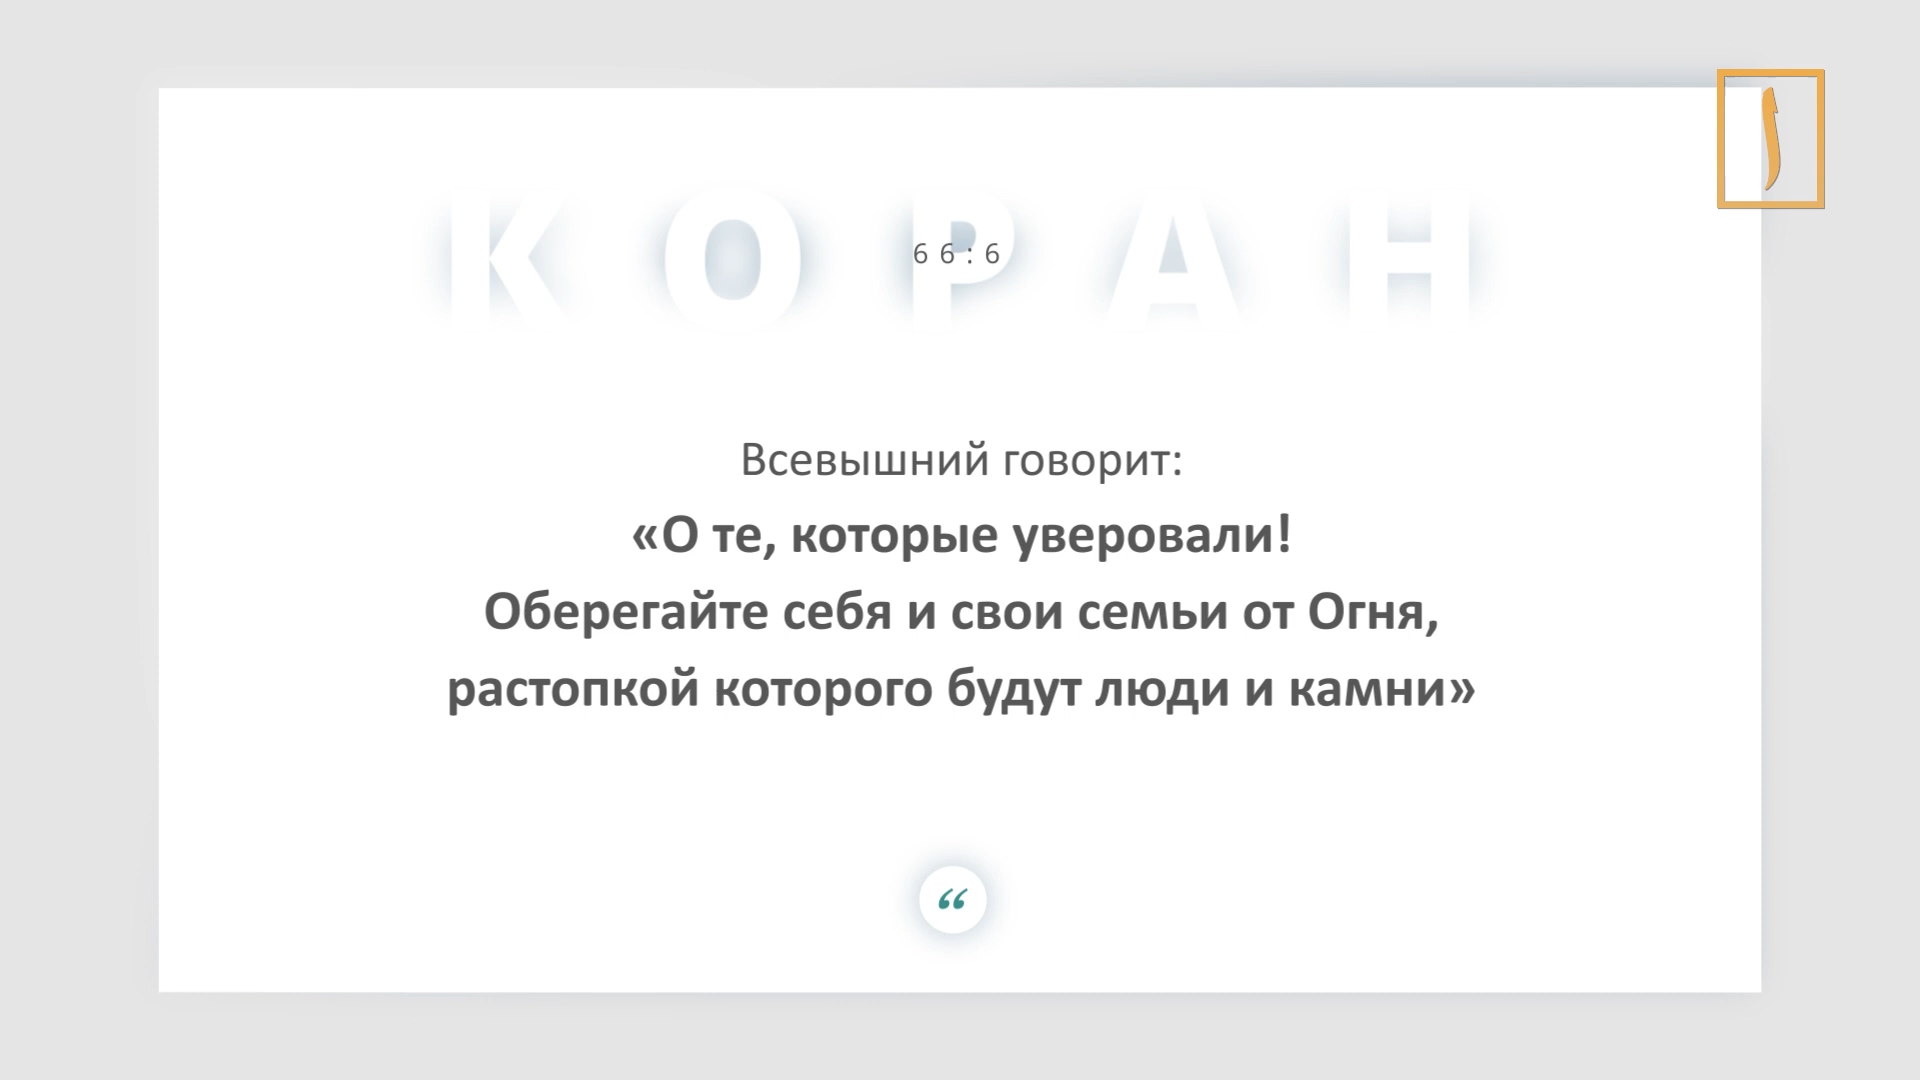 КОРАН
66:6
Всевышний говорит:
«О те, которые уверовали!
Оберегайте себя и свои семьи от Огня,
растопкой которого будут люди и камни»
“
ا